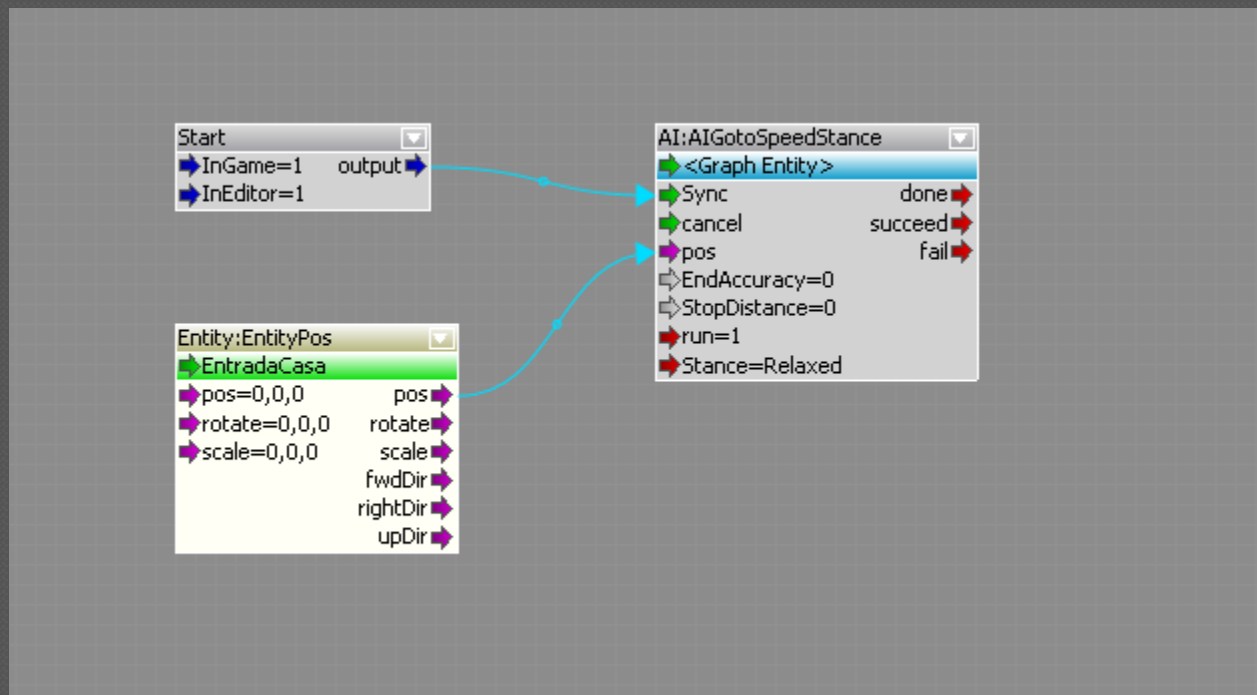 Start
InGame=1 output
InEditor=1
AI:AIGotoSpeedStance
<Graph Entity>
Sync done
cancel succeed
pos fail
EndAccuracy=0
StopDistance=0
run=1
Stance=Relaxed
Entity:EntityPos
EntradaCasa
pos=0,0,0 pos
rotate=0,0,0 rotate
scale=0,0,0 scale
fwdDir
rightDir
upDir